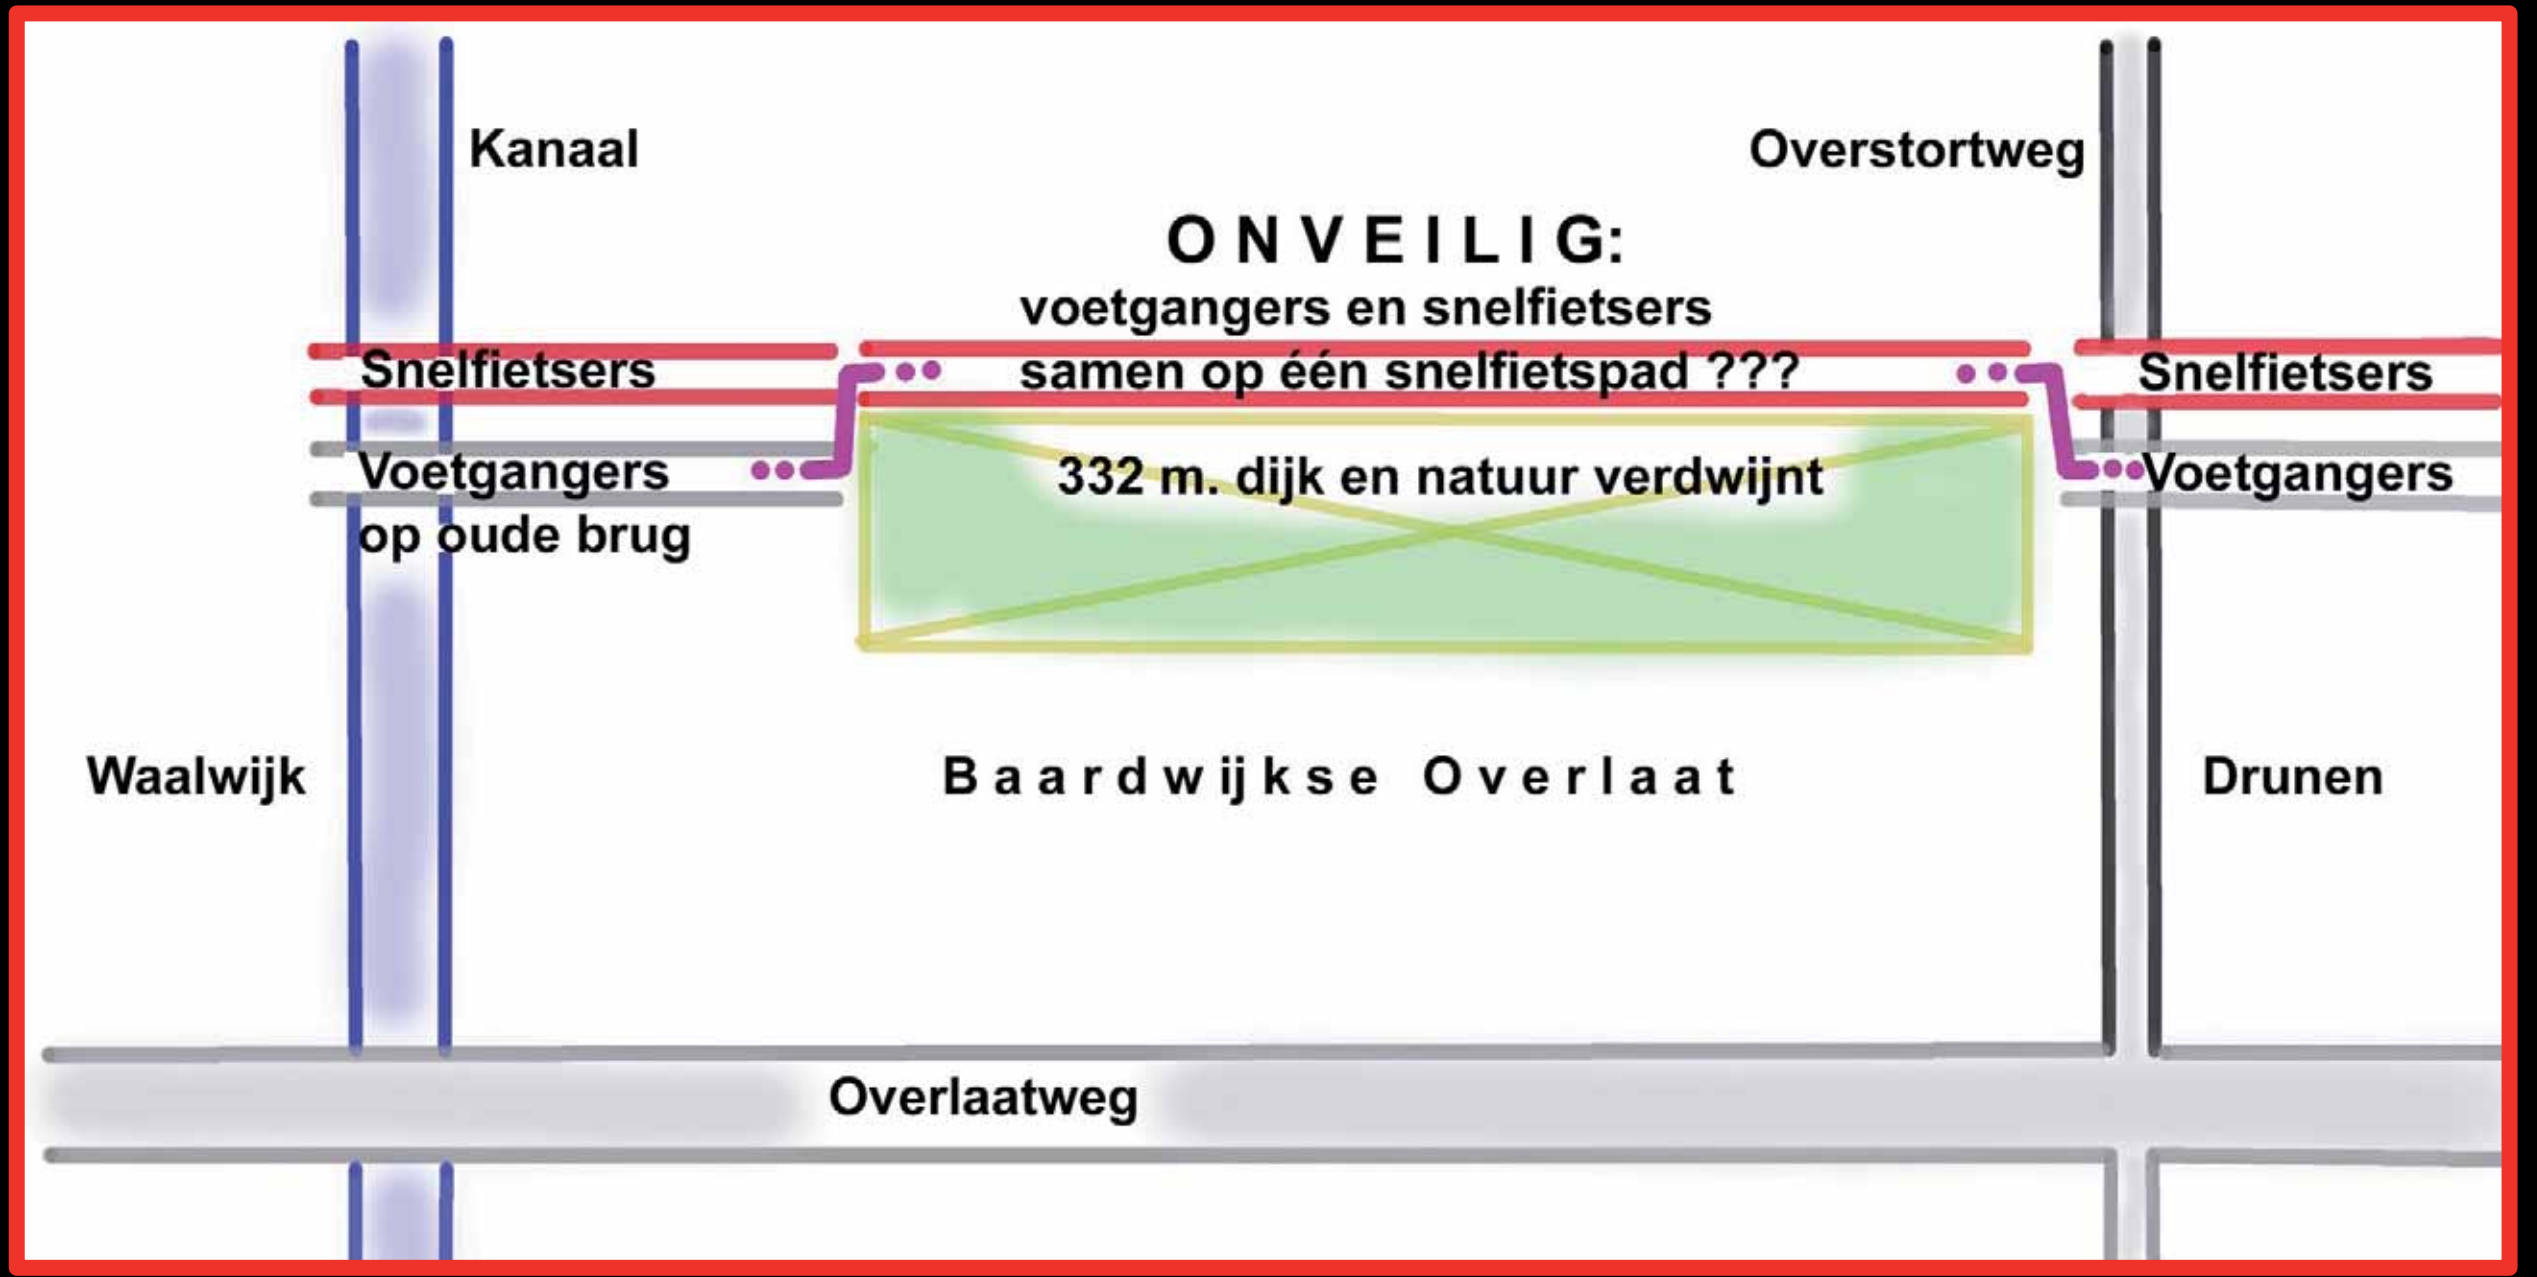 Kanaal
Overstortweg
O N V E I L I G:
voetgangers en snelfietsers
Snelfietsers
samen op één snelfietspad ???
Snelfietsers
Voetgangers
332 m. dijk en natuur verdwijnt
Voetgangers
op oude brug
Waalwijk
B a a r d w ij k s e O v e r l a a t
Drunen
Overlaatweg